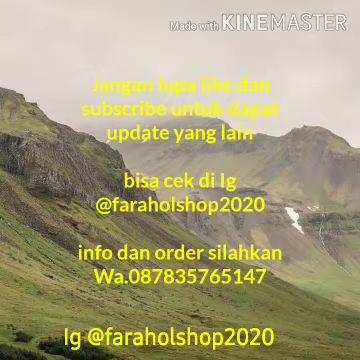 Made with KINEMASTER
Jangan lupa like dan
subscribe untuk dapat
update yang lain
bisa cek di Ig
@faraholshop2020
info dan order silahkan
Wa.087835765147
Ig @faraholshop2020